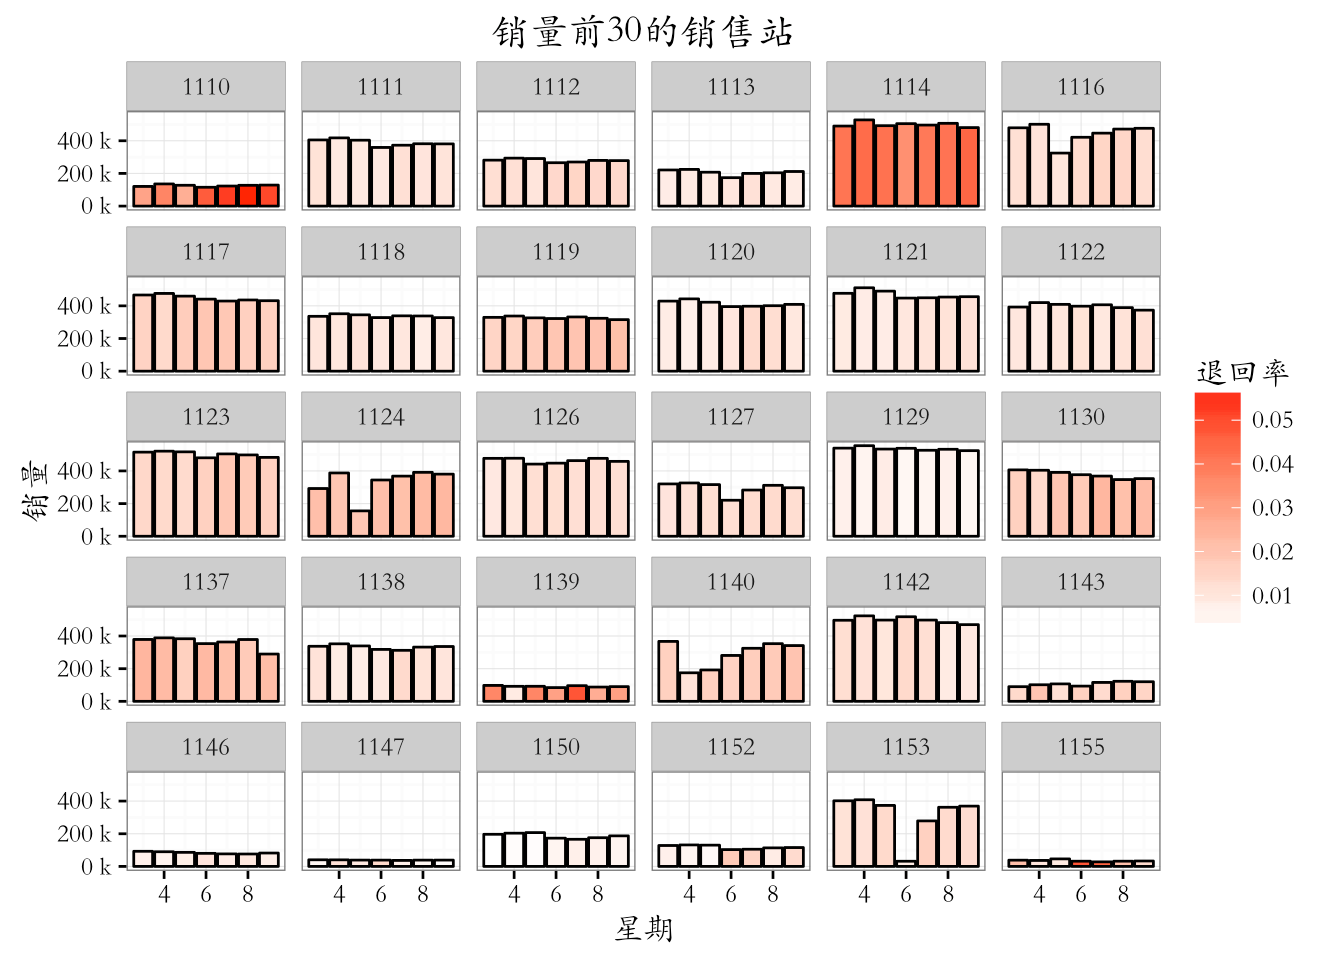 销量前30的销售站
1110 1111 1112 1113 1114 1116
400 k
200 k
0 k
1117 1118 1119 1120 1121 1122
400 k
200 k
0 k
退回率
0.05
0.04
0.03
0.02
0.01
1123 1124 1126 1127 1129 1130
销量
400 k
200 k
0 k
1137 1138 1139 1140 1142 1143
400 k
200 k
0 k
1146 1147 1150 1152 1153 1155
400 k
200 k
0 k
4 6 8 4 6 8 4 6 8 4 6 8 4 6 8 4 6 8
星期